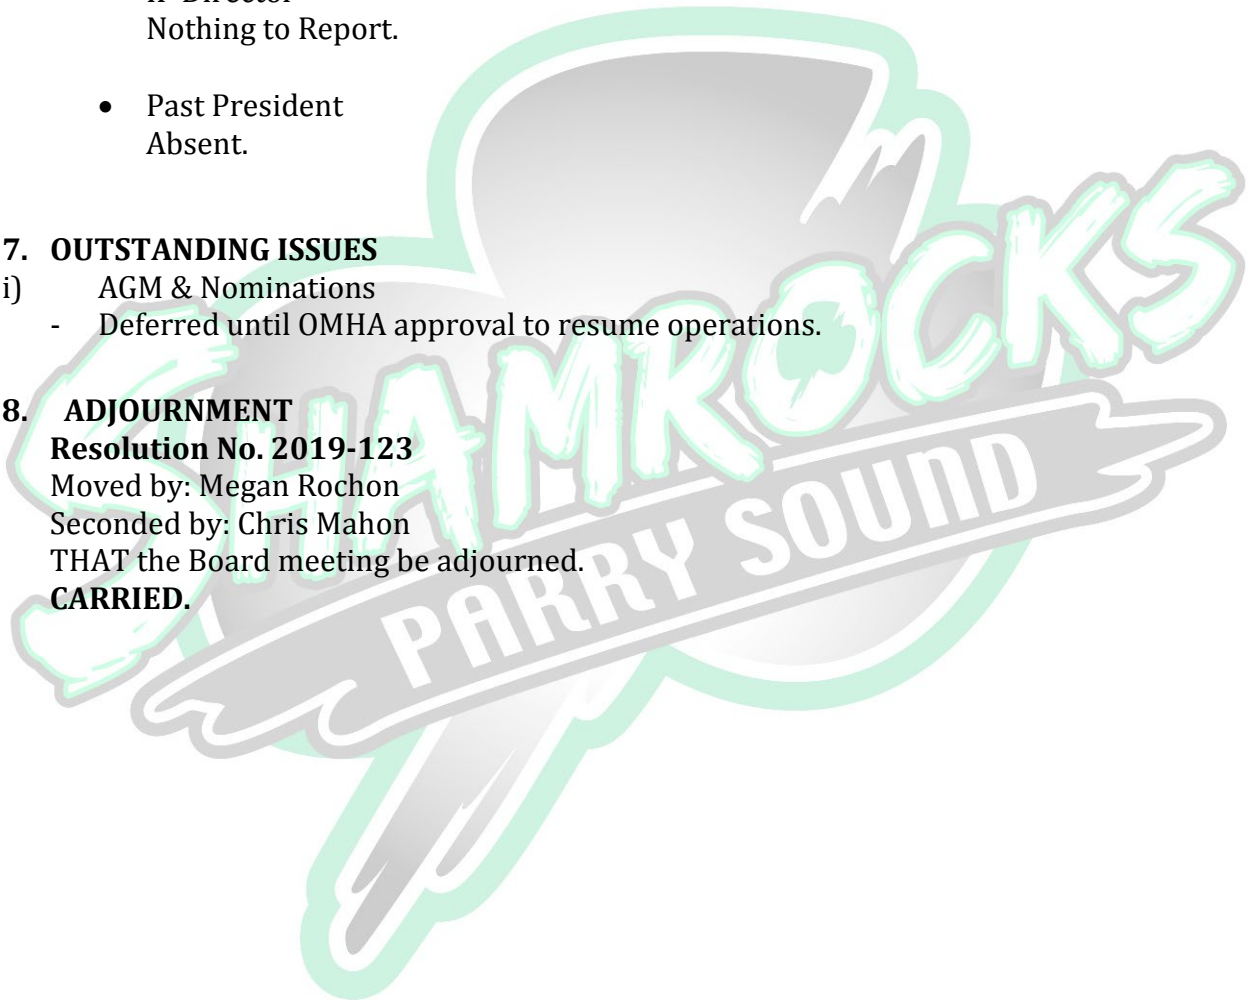 Nothing to Report.
• Past President
Absent.
7. OUTSTANDING ISSUES
i) AGM & Nominations
- Deferred until OMHA approval to resume operations.
8. ADJOURNMENT
Resolution No. 2019-123
Moved by: Megan Rochon
Seconded by: Chris Mahon
THAT the Board meeting be adjourned.
CARRIED.
SHAMROCKS
PARRY SOUND